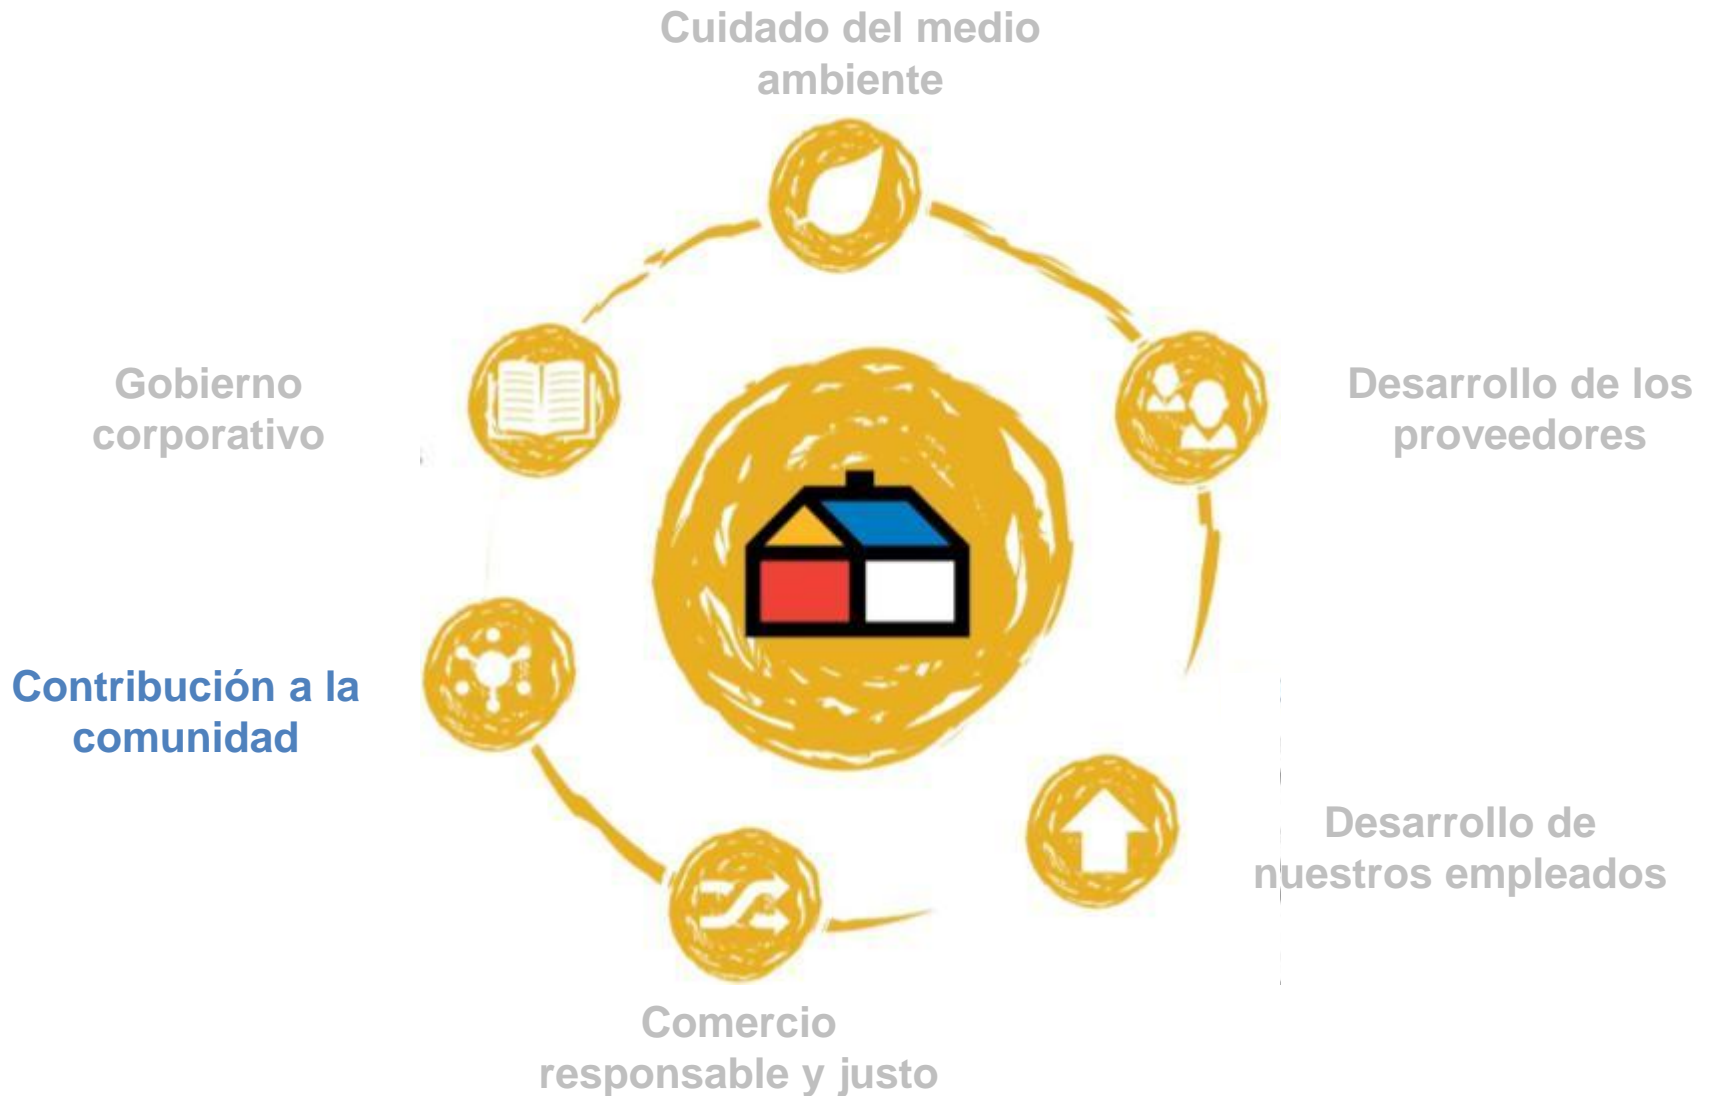 Cuidado del medio
ambiente
Gobierno
corporativo
Desarrollo de los
proveedores
Contribución a la
comunidad
Desarrollo de
nuestros empleados
Comercio
responsable y justo